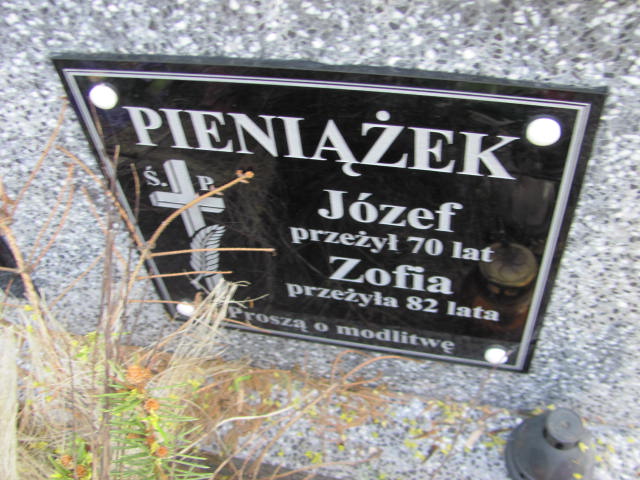 PIENIĄŻEK
Ś. P.
Józef
przeżył 70 lat
Zofia
przeżyła 82 lata
Proszą o modlitwę